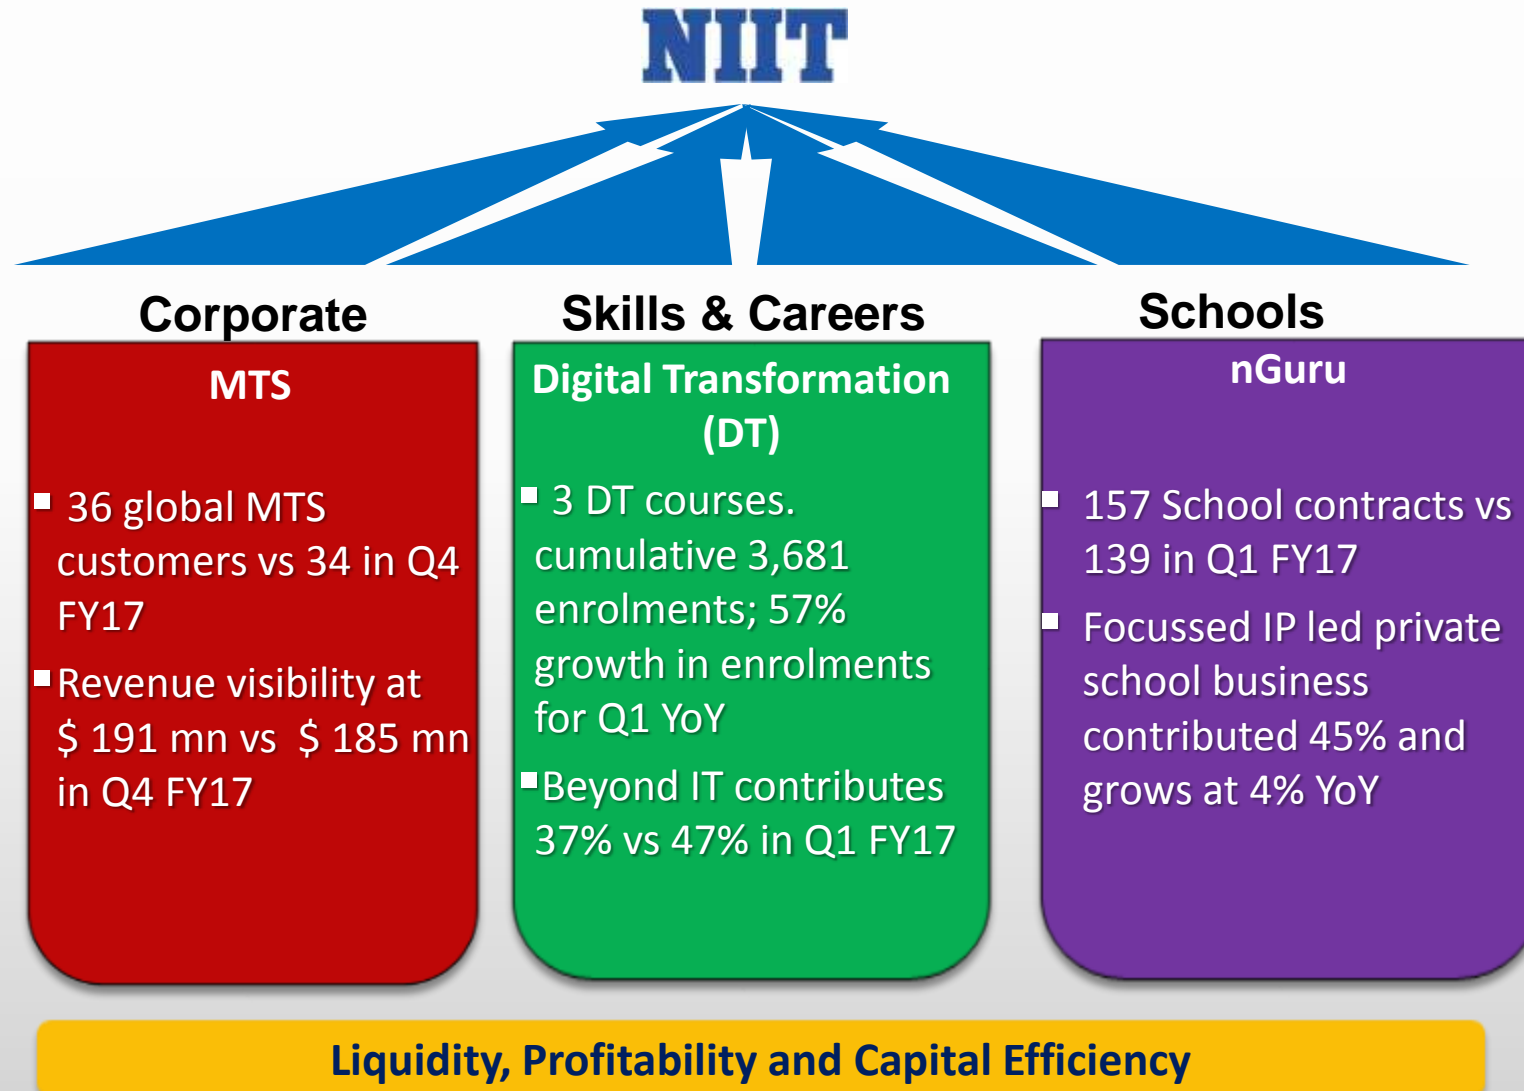 NIIT
Corporate
MTS
▪ 36 global MTS
customers vs 34 in Q4
FY17
▪ Revenue visibility at
$ 191 mn vs $ 185 mn
in Q4 FY17
Skills & Careers
Digital Transformation
(DT)
▪ 3 DT courses.
cumulative 3,681
enrolments; 57%
growth in enrolments
for Q1 YoY
▪ Beyond IT contributes
37% vs 47% in Q1 FY17
Schools
nGuru
▪ 157 School contracts vs
139 in Q1 FY17
▪ Focussed IP led private
school business
contributed 45% and
grows at 4% YoY
Liquidity, Profitability and Capital Efficiency